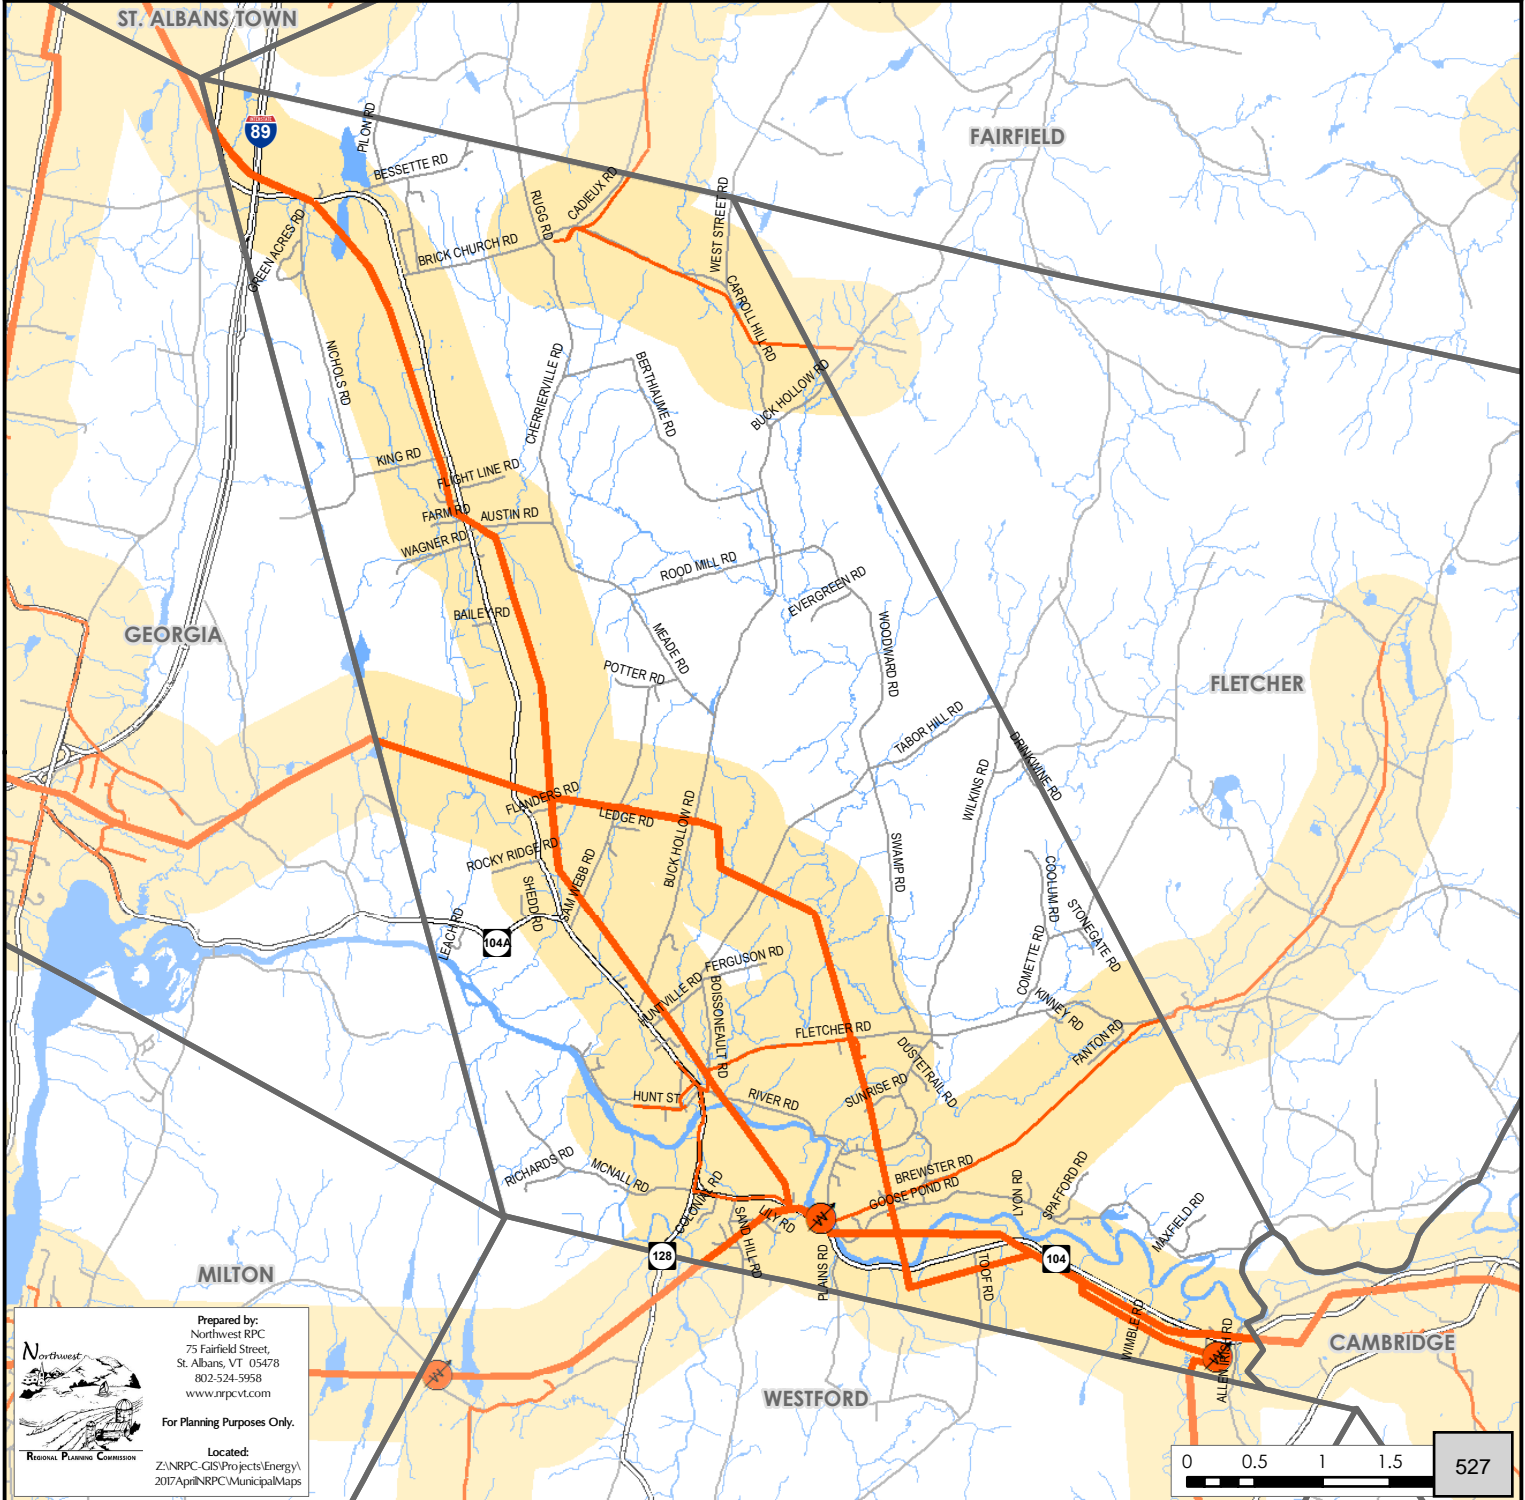 ST. ALBANS TOWN
INTERSTATE
89
PILON RD
BESSETTE RD
FAIRFIELD
RUGG RD
CADIEUX RD
WEST STREET RD
GREEN ACRES RD
BRICK CHURCH RD
CARROLL HILL RD
NICHOLS RD
CHERRIERVILLE RD
BERTHIAUME RD
BUCK HOLLOW RD
KING RD
FLIGHT LINE RD
FARM RD
AUSTIN RD
WAGNER RD
ROOD MILL RD
EVERGREEN RD
BAILEY RD
GEORGIA
MEADE RD
WOODWARD RD
POTTER RD
FLETCHER
TABOR HILL RD
DRINKWINE RD
WILKINS RD
FLANDERS RD
LEDGE RD
BUCK HOLLOW RD
ROCKY RIDGE RD
SWAMP RD
SAM WEBB RD
SHEDD RD
COOLUM RD
STONEGATE RD
LEACH RD
104A
FERGUSON RD
COMETTE RD
HUNTVILLE RD
BOISSONEAULT RD
KINNEY RD
FLETCHER RD
FANTON RD
DUSTETRAIL RD
SUNRISE RD
HUNT ST
RIVER RD
RICHARDS RD
MCNALL RD
BREWSTER RD
GOOSE POND RD
LYON RD
SPAFFORD RD
COLONIAL RD
SAND HILL RD
LILY RD
W
MAXFIELD RD
128
PLAINS RD
TOOF RD
104
MILTON
WIMBLE RD
ALLEN IRISH RD
W
CAMBRIDGE
W
WESTFORD
Northwest
REGIONAL PLANNING COMMISSION
Prepared by:
Northwest RPC
75 Fairfield Street,
St. Albans, VT 05478
802-524-5958
www.nrpcvt.com
For Planning Purposes Only.
Located:
Z:\NRPC-GIS\Projects\Energy\
2017AprilNRPC\MunicipalMaps
0 0.5 1 1.5
527